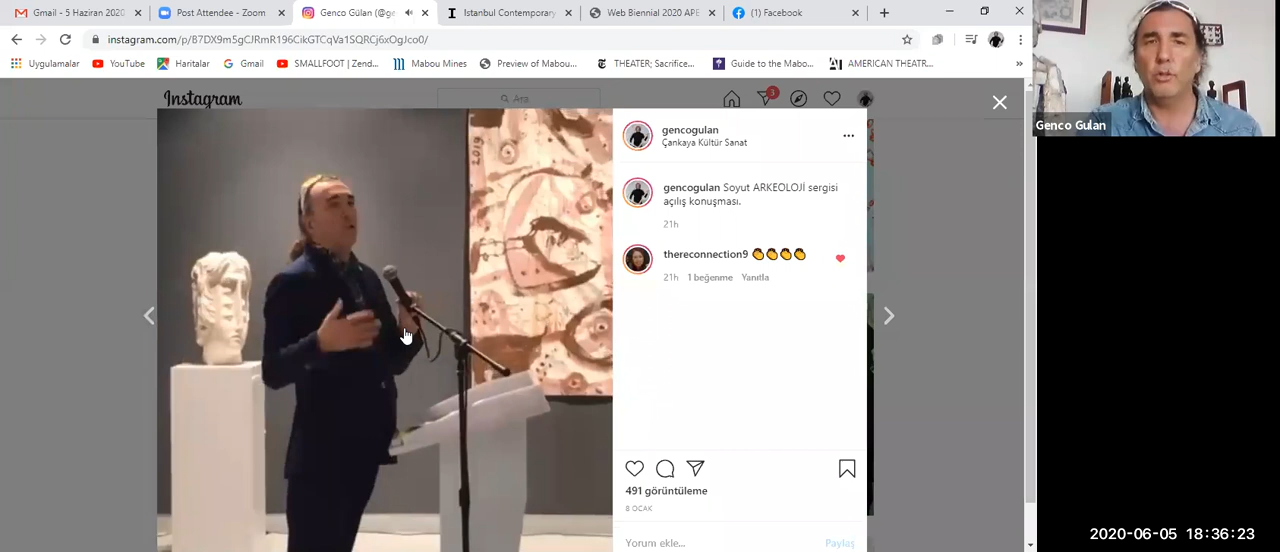 Gmail - 5 Haziran 2020
Post Attendee - Zoom
Genco Gülan (@ge
Istanbul Contemporary
Web Biennial 2020 APE
(1) Facebook
instagram.com/p/B7DX9m5gCJRmR196CikGTCqVa1SQRCj6xOgJco0/
Uygulamalar
YouTube
Haritalar
Gmail
SMALLFOOT | Zend...
Mabou Mines
Preview of Mabou...
THEATER; Sacrifice...
Guide to the Mabo...
AMERICAN THEATR...
»
Instagram
Ara
3
gencogulan
Çankaya Kültür Sanat
gencogulan Soyut ARKEOLOJİ sergisi
açılış konuşması.
21h
thereconnection9 👏👏👏👏
21h 1 beğenme Yanıtla
491 görüntüleme
8 OCAK
Yorum ekle...
Paylaş
2019
Genco Gulan
2020-06-05 18:36:23